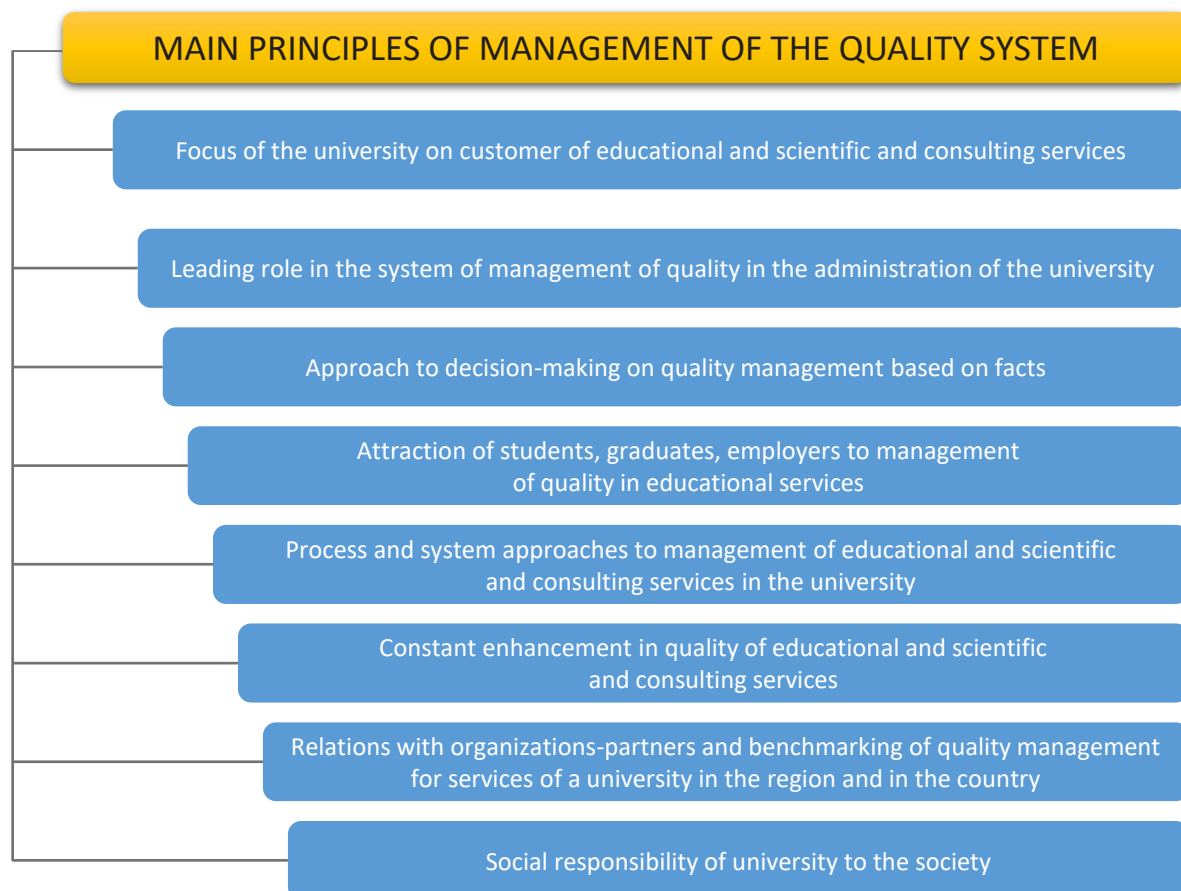 MAIN PRINCIPLES OF MANAGEMENT OF THE QUALITY SYSTEM
Focus of the university on customer of educational and scientific and consulting services
Leading role in the system of management of quality in the administration of the university
Approach to decision-making on quality management based on facts
Attraction of students, graduates, employers to management
of quality in educational services
Process and system approaches to management of educational and scientific
and consulting services in the university
Constant enhancement in quality of educational and scientific
and consulting services
Relations with organizations-partners and benchmarking of quality management
for services of a university in the region and in the country
Social responsibility of university to the society